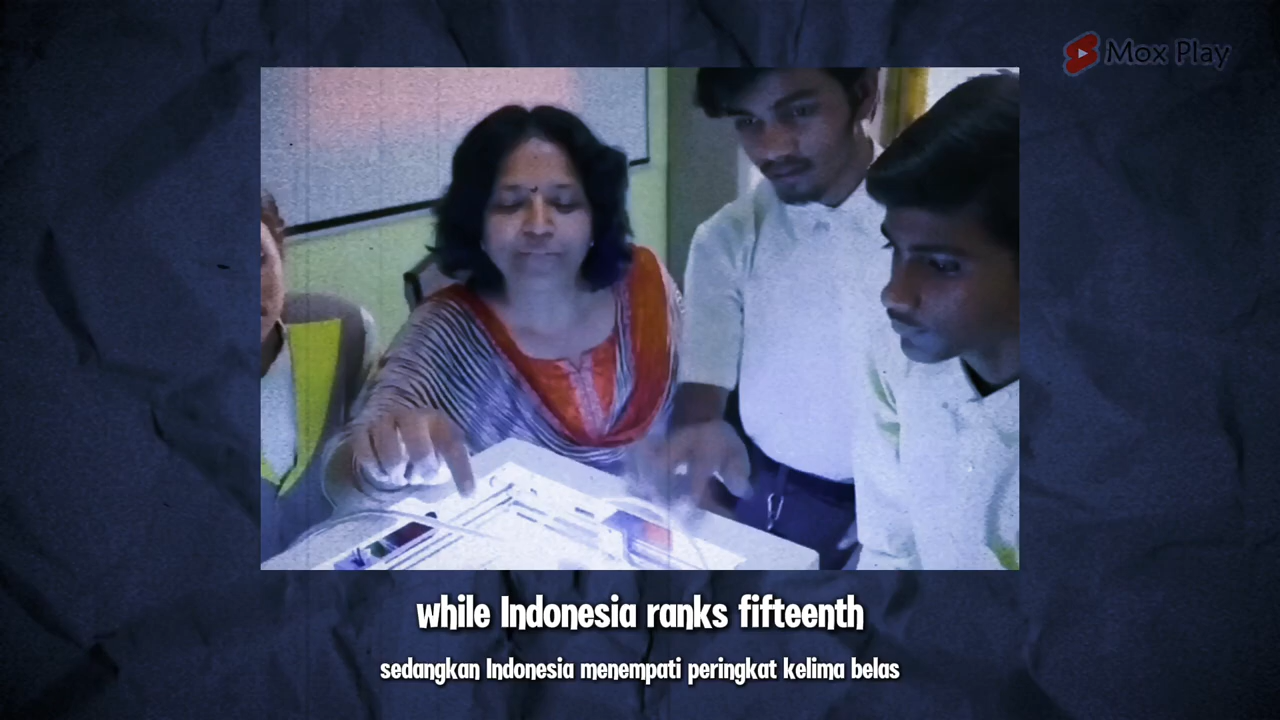 Mox Play
while Indonesia ranks fifteenth
sedangkan Indonesia menempati peringkat kelima belas